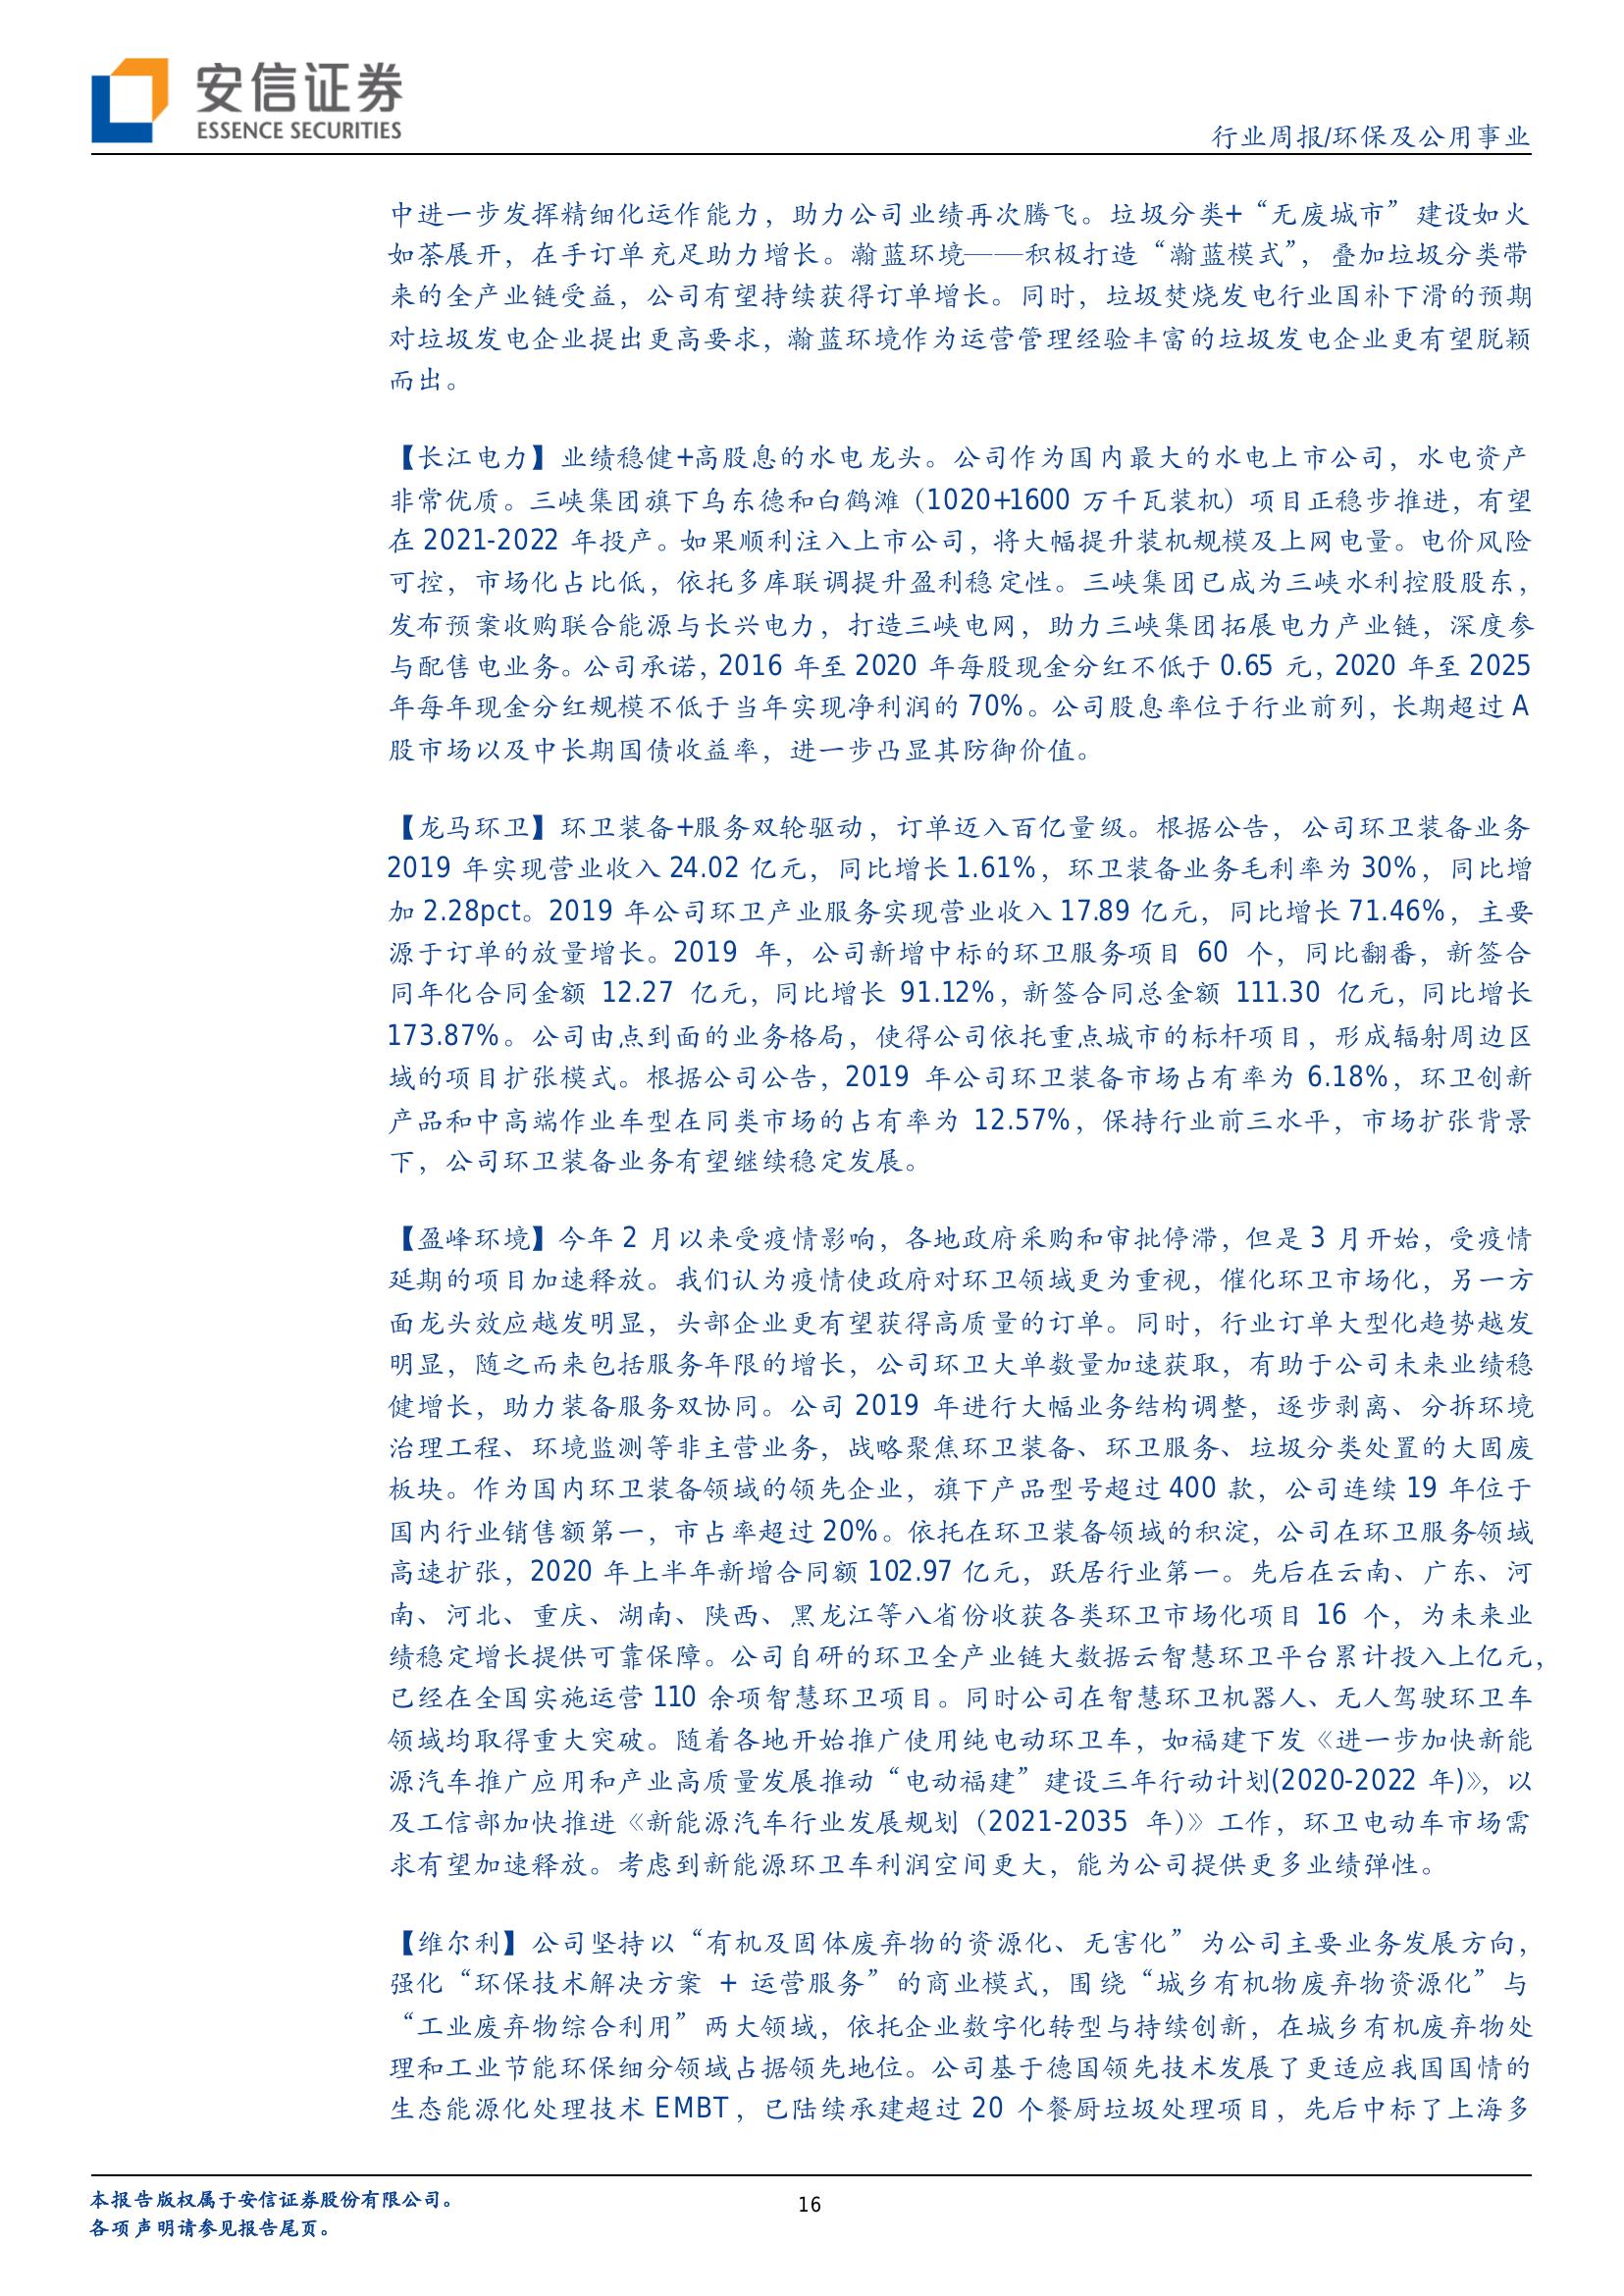 安信证券
ESSENCE SECURITIES
行业周报/环保及公用事业
中进一步发挥精细化运作能力，助力公司业绩再次腾飞。垃圾分类+“无废城市”建设如火
如荼展开，在手订单充足助力增长。瀚蓝环境——积极打造“瀚蓝模式”，叠加垃圾分类带
来的全产业链受益，公司有望持续获得订单增长。同时，垃圾焚烧发电行业国补下滑的预期
对垃圾发电企业提出更高要求，瀚蓝环境作为运营管理经验丰富的垃圾发电企业更有望脱颖
而出。
【长江电力】业绩稳健+高股息的水电龙头。公司作为国内最大的水电上市公司，水电资产
非常优质。三峡集团旗下乌东德和白鹤滩（1020+1600 万千瓦装机）项目正稳步推进，有望
在 2021-2022 年投产。如果顺利注入上市公司，将大幅提升装机规模及上网电量。电价风险
可控，市场化占比低，依托多库联调提升盈利稳定性。三峡集团已成为三峡水利控股股东，
发布预案收购联合能源与长兴电力，打造三峡电网，助力三峡集团拓展电力产业链，深度参
与配售电业务。公司承诺，2016 年至 2020 年每股现金分红不低于 0.65 元，2020 年至 2025
年每年现金分红规模不低于当年实现净利润的 70%。公司股息率位于行业前列，长期超过 A
股市场以及中长期国债收益率，进一步凸显其防御价值。
【龙马环卫】环卫装备+服务双轮驱动，订单迈入百亿量级。根据公告，公司环卫装备业务
2019 年实现营业收入 24.02 亿元，同比增长 1.61%，环卫装备业务毛利率为 30%，同比增
加 2.28pct。2019 年公司环卫产业服务实现营业收入 17.89 亿元，同比增长 71.46%，主要
源于订单的放量增长。2019 年，公司新增中标的环卫服务项目 60 个，同比翻番，新签合
同年化合同金额 12.27 亿元，同比增长 91.12%，新签合同总金额 111.30 亿元，同比增长
173.87%。公司由点到面的业务格局，使得公司依托重点城市的标杆项目，形成辐射周边区
域的项目扩张模式。根据公司公告，2019 年公司环卫装备市场占有率为 6.18%，环卫创新
产品和中高端作业车型在同类市场的占有率为 12.57%，保持行业前三水平，市场扩张背景
下，公司环卫装备业务有望继续稳定发展。
【盈峰环境】今年 2 月以来受疫情影响，各地政府采购和审批停滞，但是 3 月开始，受疫情
延期的项目加速释放。我们认为疫情使政府对环卫领域更为重视，催化环卫市场化，另一方
面龙头效应越发明显，头部企业更有望获得高质量的订单。同时，行业订单大型化趋势越发
明显，随之而来包括服务年限的增长，公司环卫大单数量加速获取，有助于公司未来业绩稳
健增长，助力装备服务双协同。公司 2019 年进行大幅业务结构调整，逐步剥离、分拆环境
治理工程、环境监测等非主营业务，战略聚焦环卫装备、环卫服务、垃圾分类处置的大固废
板块。作为国内环卫装备领域的领先企业，旗下产品型号超过 400 款，公司连续 19 年位于
国内行业销售额第一，市占率超过 20%。依托在环卫装备领域的积淀，公司在环卫服务领域
高速扩张，2020 年上半年新增合同额 102.97 亿元，跃居行业第一。先后在云南、广东、河
南、河北、重庆、湖南、陕西、黑龙江等八省份收获各类环卫市场化项目 16 个，为未来业
绩稳定增长提供可靠保障。公司自研的环卫全产业链大数据云智慧环卫平台累计投入上亿元，
已经在全国实施运营 110 余项智慧环卫项目。同时公司在智慧环卫机器人、无人驾驶环卫车
领域均取得重大突破。随着各地开始推广使用纯电动环卫车，如福建下发《进一步加快新能
源汽车推广应用和产业高质量发展推动“电动福建”建设三年行动计划(2020-2022 年)》，以
及工信部加快推进《新能源汽车行业发展规划（2021-2035 年）》工作，环卫电动车市场需
求有望加速释放。考虑到新能源环卫车利润空间更大，能为公司提供更多业绩弹性。
【维尔利】公司坚持以“有机及固体废弃物的资源化、无害化”为公司主要业务发展方向，
强化“环保技术解决方案 + 运营服务”的商业模式，围绕“城乡有机物废弃物资源化”与
“工业废弃物综合利用”两大领域，依托企业数字化转型与持续创新，在城乡有机废弃物处
理和工业节能环保细分领域占据领先地位。公司基于德国领先技术发展了更适应我国国情的
生态能源化处理技术 EMBT，已陆续承建超过 20 个餐厨垃圾处理项目，先后中标了上海多
本报告版权属于安信证券股份有限公司。
各项声明请参见报告尾页。
16